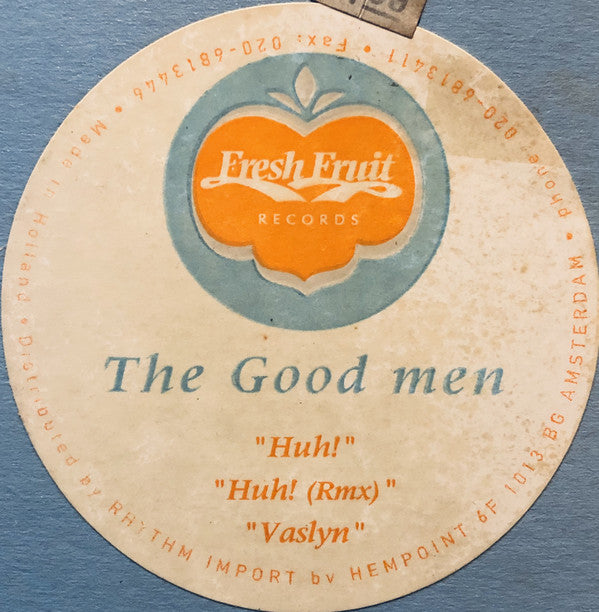 Fresh Fruit
RECORDS
The Good men
"Huh!"
"Huh! (Rmx)"
"Vaslyn"
Made in Holland • Distributed by RHYTHM IMPORT bv HEMPOINT 6F 1013 BG AMSTERDAM • phone 020-6813411 • Fax: 020-6813446 •